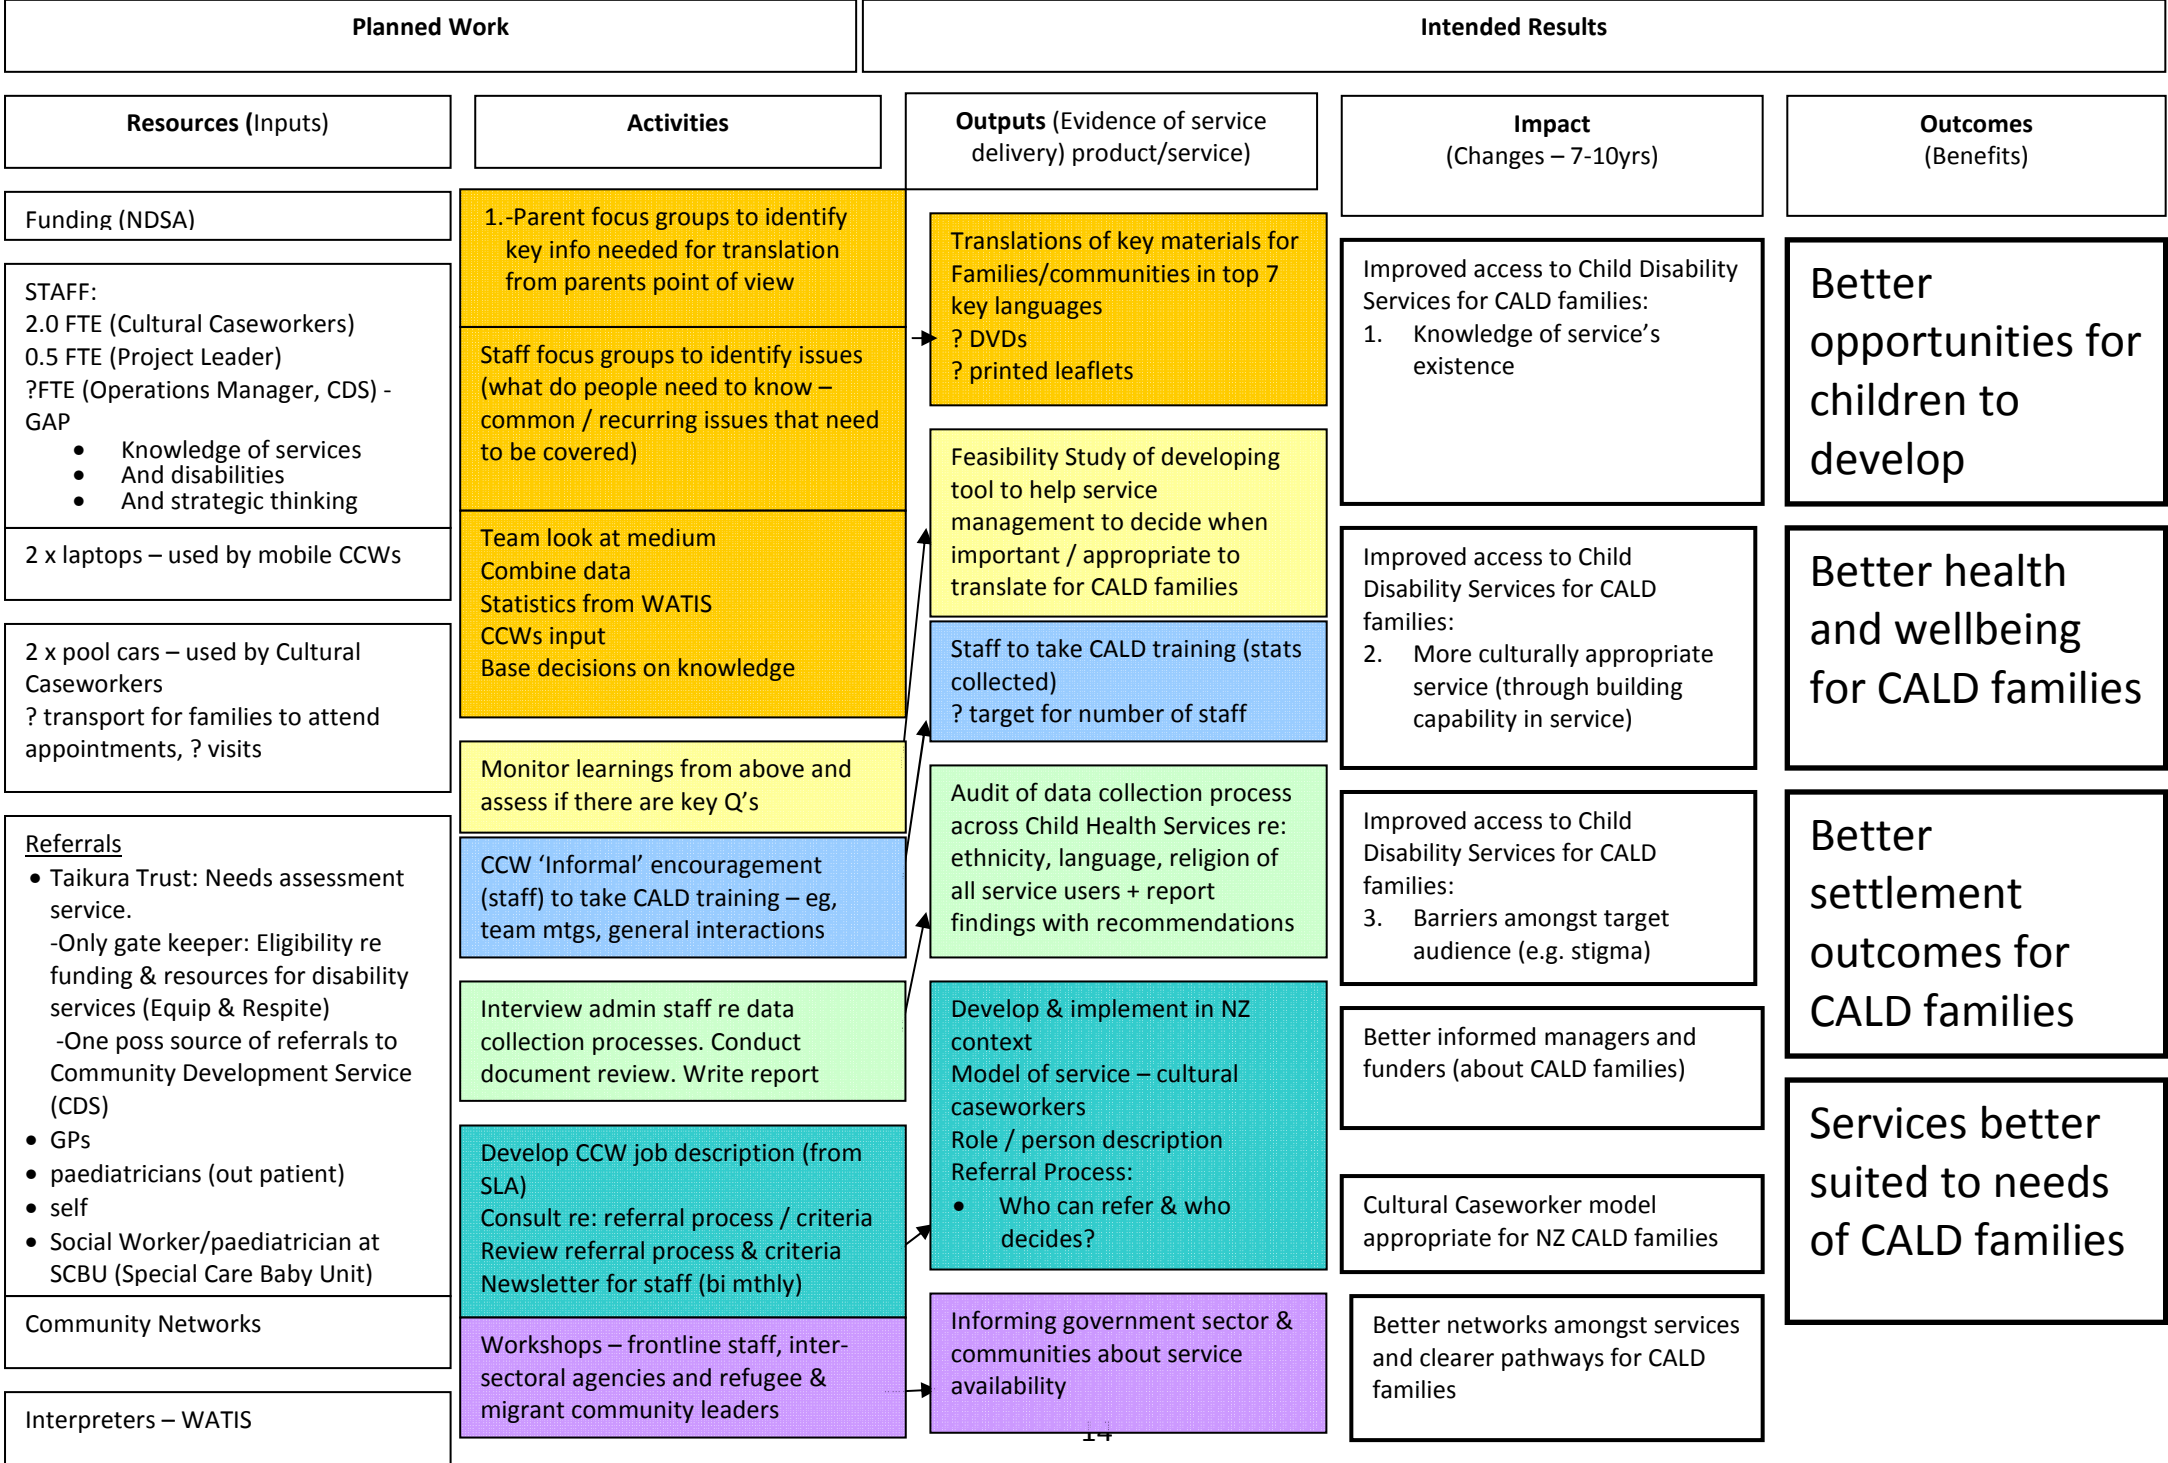 Planned Work
Intended Results
Resources (Inputs)
Funding (NDSA)
STAFF:
2.0 FTE (Cultural Caseworkers)
0.5 FTE (Project Leader)
?FTE (Operations Manager, CDS) -
GAP
• Knowledge of services
• And disabilities
• And strategic thinking
2 x laptops – used by mobile CCWs
2 x pool cars – used by Cultural
Caseworkers
? transport for families to attend
appointments, ? visits
Referrals
• Taikura Trust: Needs assessment
service.
-Only gate keeper: Eligibility re
funding & resources for disability
services (Equip & Respite)
-One poss source of referrals to
Community Development Service
(CDS)
• GPs
• paediatricians (out patient)
• self
• Social Worker/paediatrician at
SCBU (Special Care Baby Unit)
Community Networks
Interpreters – WATIS
Activities
1.-Parent focus groups to identify
key info needed for translation
from parents point of view
Staff focus groups to identify issues
(what do people need to know –
common / recurring issues that need
to be covered)
Team look at medium
Combine data
Statistics from WATIS
CCWs input
Base decisions on knowledge
Monitor learnings from above and
assess if there are key Q’s
CCW ‘Informal’ encouragement
(staff) to take CALD training – eg,
team mtgs, general interactions
Interview admin staff re data
collection processes. Conduct
document review. Write report
Develop CCW job description (from
SLA)
Consult re: referral process / criteria
Review referral process & criteria
Newsletter for staff (bi mthly)
Workshops – frontline staff, inter-
sectoral agencies and refugee &
migrant community leaders
Outputs (Evidence of service
delivery) product/service)
Translations of key materials for
Families/communities in top 7
key languages
? DVDs
? printed leaflets
Feasibility Study of developing
tool to help service
management to decide when
important / appropriate to
translate for CALD families
Staff to take CALD training (stats
collected)
? target for number of staff
Audit of data collection process
across Child Health Services re:
ethnicity, language, religion of
all service users + report
findings with recommendations
Develop & implement in NZ
context
Model of service – cultural
caseworkers
Role / person description
Referral Process:
• Who can refer & who
decides?
Informing government sector &
communities about service
availability
Impact
(Changes – 7-10yrs)
Improved access to Child Disability
Services for CALD families:
1. Knowledge of service’s
existence
Improved access to Child
Disability Services for CALD
families:
2. More culturally appropriate
service (through building
capability in service)
Improved access to Child
Disability Services for CALD
families:
3. Barriers amongst target
audience (e.g. stigma)
Better informed managers and
funders (about CALD families)
Cultural Caseworker model
appropriate for NZ CALD families
Better networks amongst services
and clearer pathways for CALD
families
Outcomes
(Benefits)
Better
opportunities for
children to
develop
Better health
and wellbeing
for CALD families
Better
settlement
outcomes for
CALD families
Services better
suited to needs
of CALD families
14